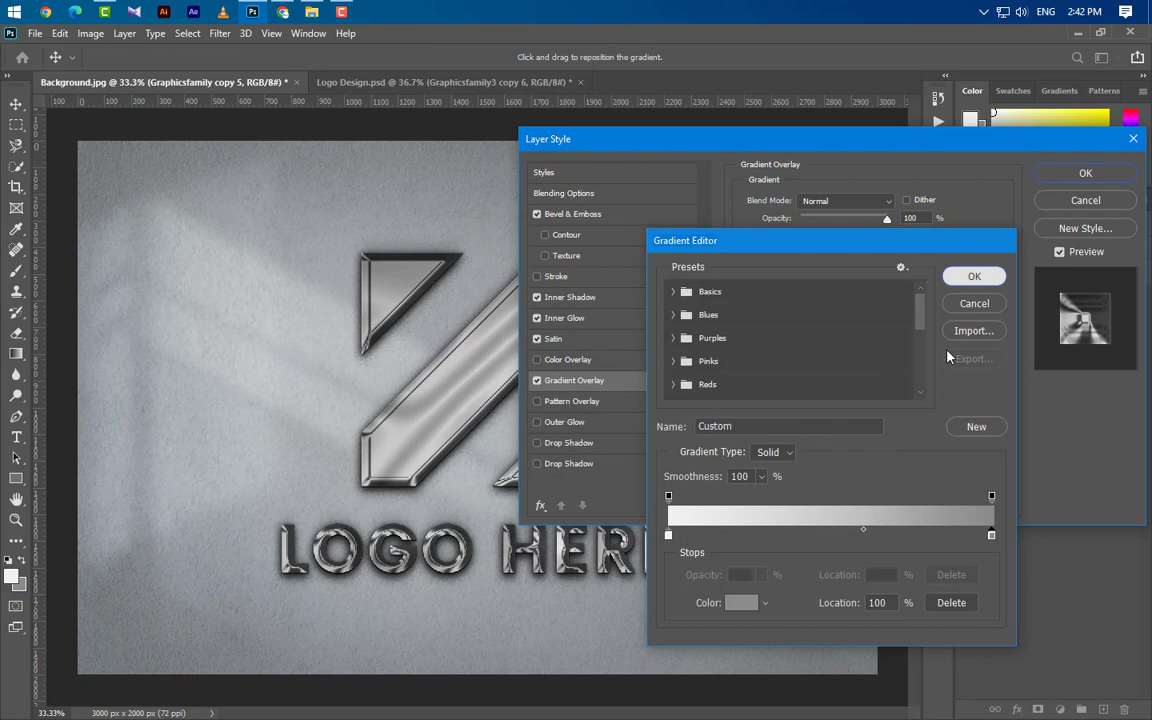 ENG 2:42 PM
File Edit Image Layer Type Select Filter 3D View Window Help
Click and drag to reposition the gradient.
Background.jpg @ 33.3% (Graphicsfamily copy 5, RGB/8#) * × Logo Design.psd @ 36.7% (Graphicsfamily3 copy 6, RGB/8#) * ×
Color Swatches Gradients Patterns
Layer Style
Styles
Blending Options
Bevel & Emboss
Contour
Texture
Stroke
Inner Shadow
Inner Glow
Satin
Color Overlay
Gradient Overlay
Pattern Overlay
Outer Glow
Drop Shadow
Drop Shadow
fx
Gradient Overlay
Gradient
Blend Mode: Normal Dither
Opacity: 100 %
OK
Cancel
New Style...
Preview
Gradient Editor
Presets
Basics
Blues
Purples
Pinks
Reds
OK
Cancel
Import...
Export...
Name: Custom New
Gradient Type: Solid
Smoothness: 100 %
Stops
Opacity: % Location: % Delete
Color: Location: 100 % Delete
LOGO HER
33.33% 3000 px x 2000 px (72 ppi)